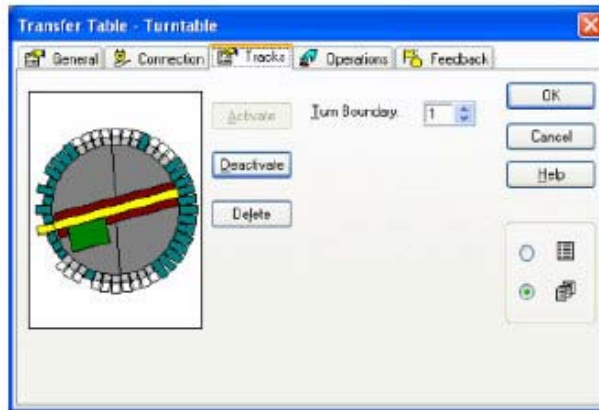 Transfer Table - Turntable
General Connection Tracks Operations Feedback
Activate
Turn Boundary: 1
OK
Cancel
Deactivate
Help
Delete